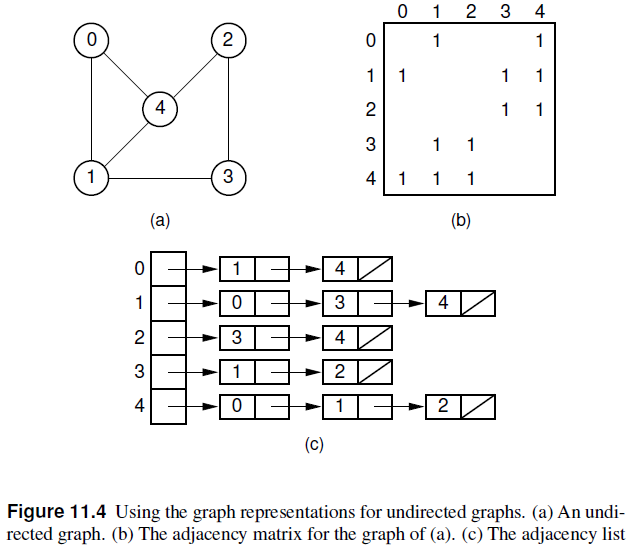 0 2
4
1 3
(a)
0 1 2 3 4
0 1 1
1 1 1 1
2 1 1
3 1 1
4 1 1 1
(b)
0 1 4
1 0 3 4
2 3 4
3 1 2
4 0 1 2
(c)
Figure 11.4 Using the graph representations for undirected graphs. (a) An undi-
rected graph. (b) The adjacency matrix for the graph of (a). (c) The adjacency list